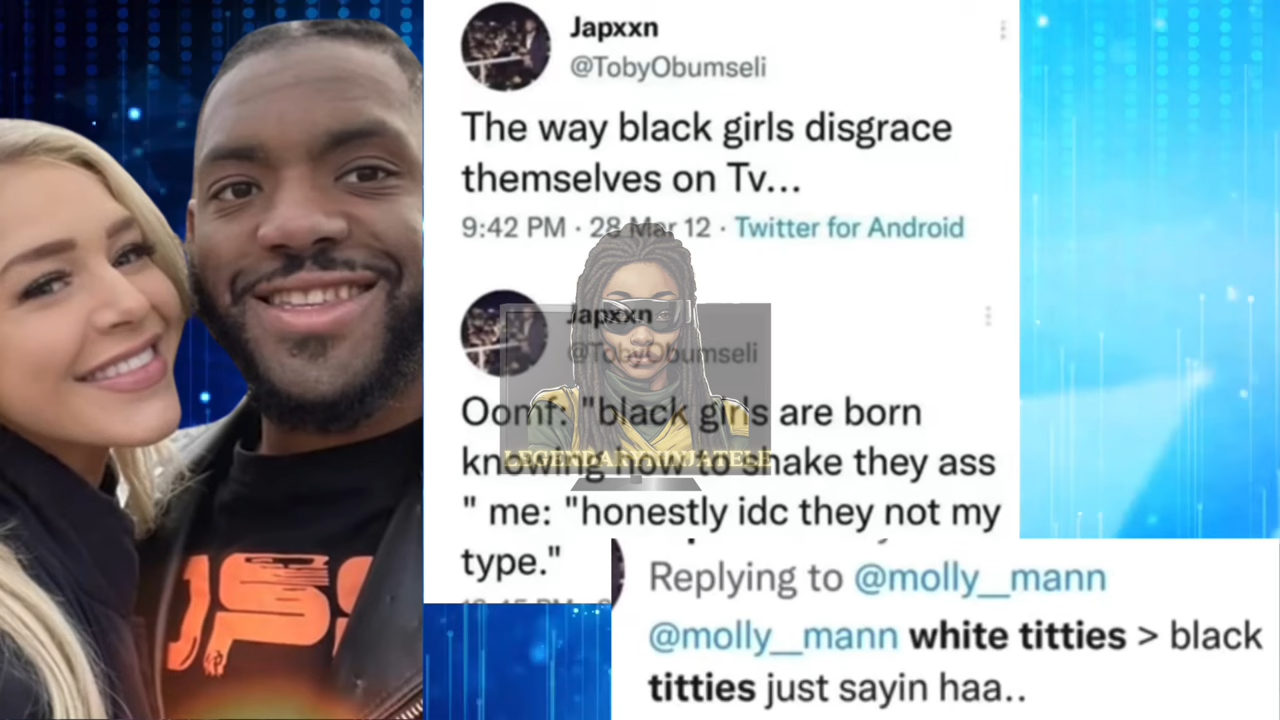 Japxxn
@TobyObumseli
The way black girls disgrace
themselves on Tv...
9:42 PM · 28 Mar 12 · Twitter for Android
Japxxn
@TobyObumseli
Oomf: "black girls are born
knowing how to shake they ass
" me: "honestly idc they not my
type."
Replying to @molly__mann
@molly__mann white titties > black
titties just sayin haa..